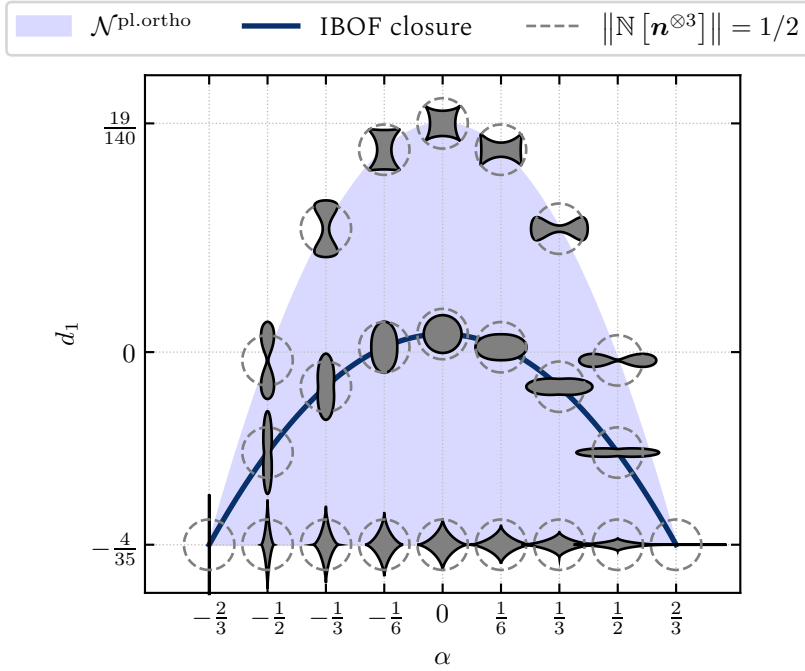 𝒩^{pl.ortho} IBOF closure ‖ℕ [𝒏^{⊗3}]‖ = 1/2
19/140
d₁
0
−4/35
−2/3 −1/2 −1/3 −1/6 0 1/6 1/3 1/2 2/3
α